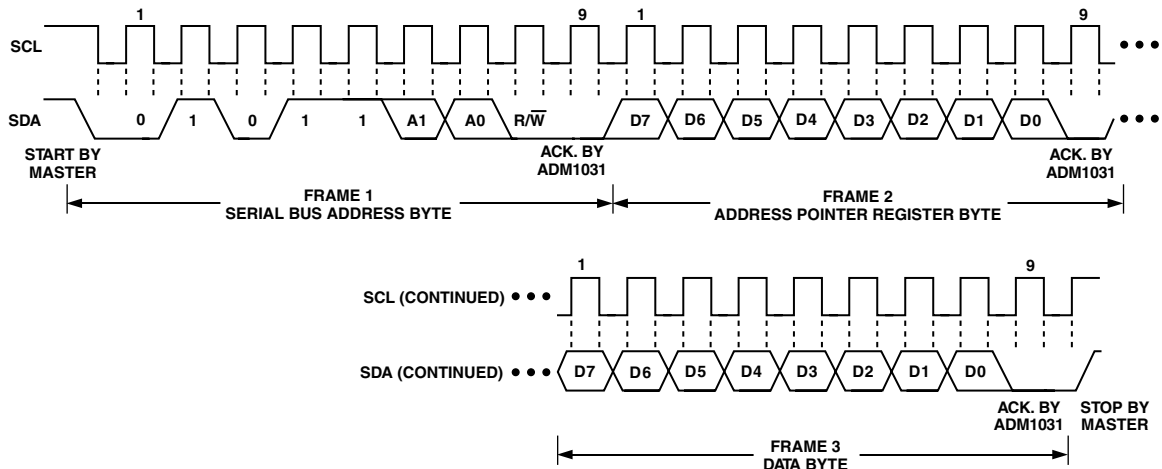 1 9 1 9
SCL
SDA 0 1 0 1 1 A1 A0 R/W̅ D7 D6 D5 D4 D3 D2 D1 D0
START BY
MASTER
ACK. BY
ADM1031
ACK. BY
ADM1031
FRAME 1
SERIAL BUS ADDRESS BYTE
FRAME 2
ADDRESS POINTER REGISTER BYTE
1 9
SCL (CONTINUED)
SDA (CONTINUED) D7 D6 D5 D4 D3 D2 D1 D0
ACK. BY
ADM1031
STOP BY
MASTER
FRAME 3
DATA BYTE